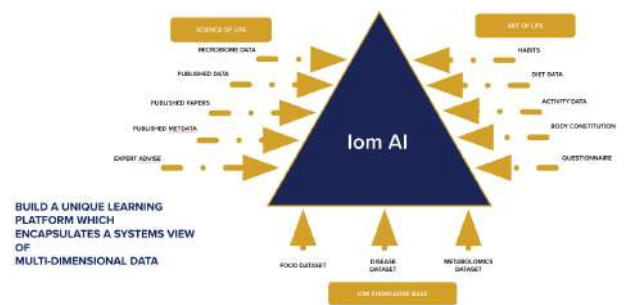 SCIENCE OF LIFE
ART OF LIFE
MICROBIOME DATA
HABITS
PUBLISHED DATA
DIET DATA
PUBLISHED PAPERS
ACTIVITY DATA
PUBLISHED METDATA
BODY CONSTITUTION
EXPERT ADVISE
QUESTIONNAIRE
Iom AI
BUILD A UNIQUE LEARNING
PLATFORM WHICH
ENCAPSULATES A SYSTEMS VIEW
OF
MULTI-DIMENSIONAL DATA
FOOD DATASET
DISEASE
DATASET
METABOLOMICS
DATASET
IOM KNOWLEDGE BASE